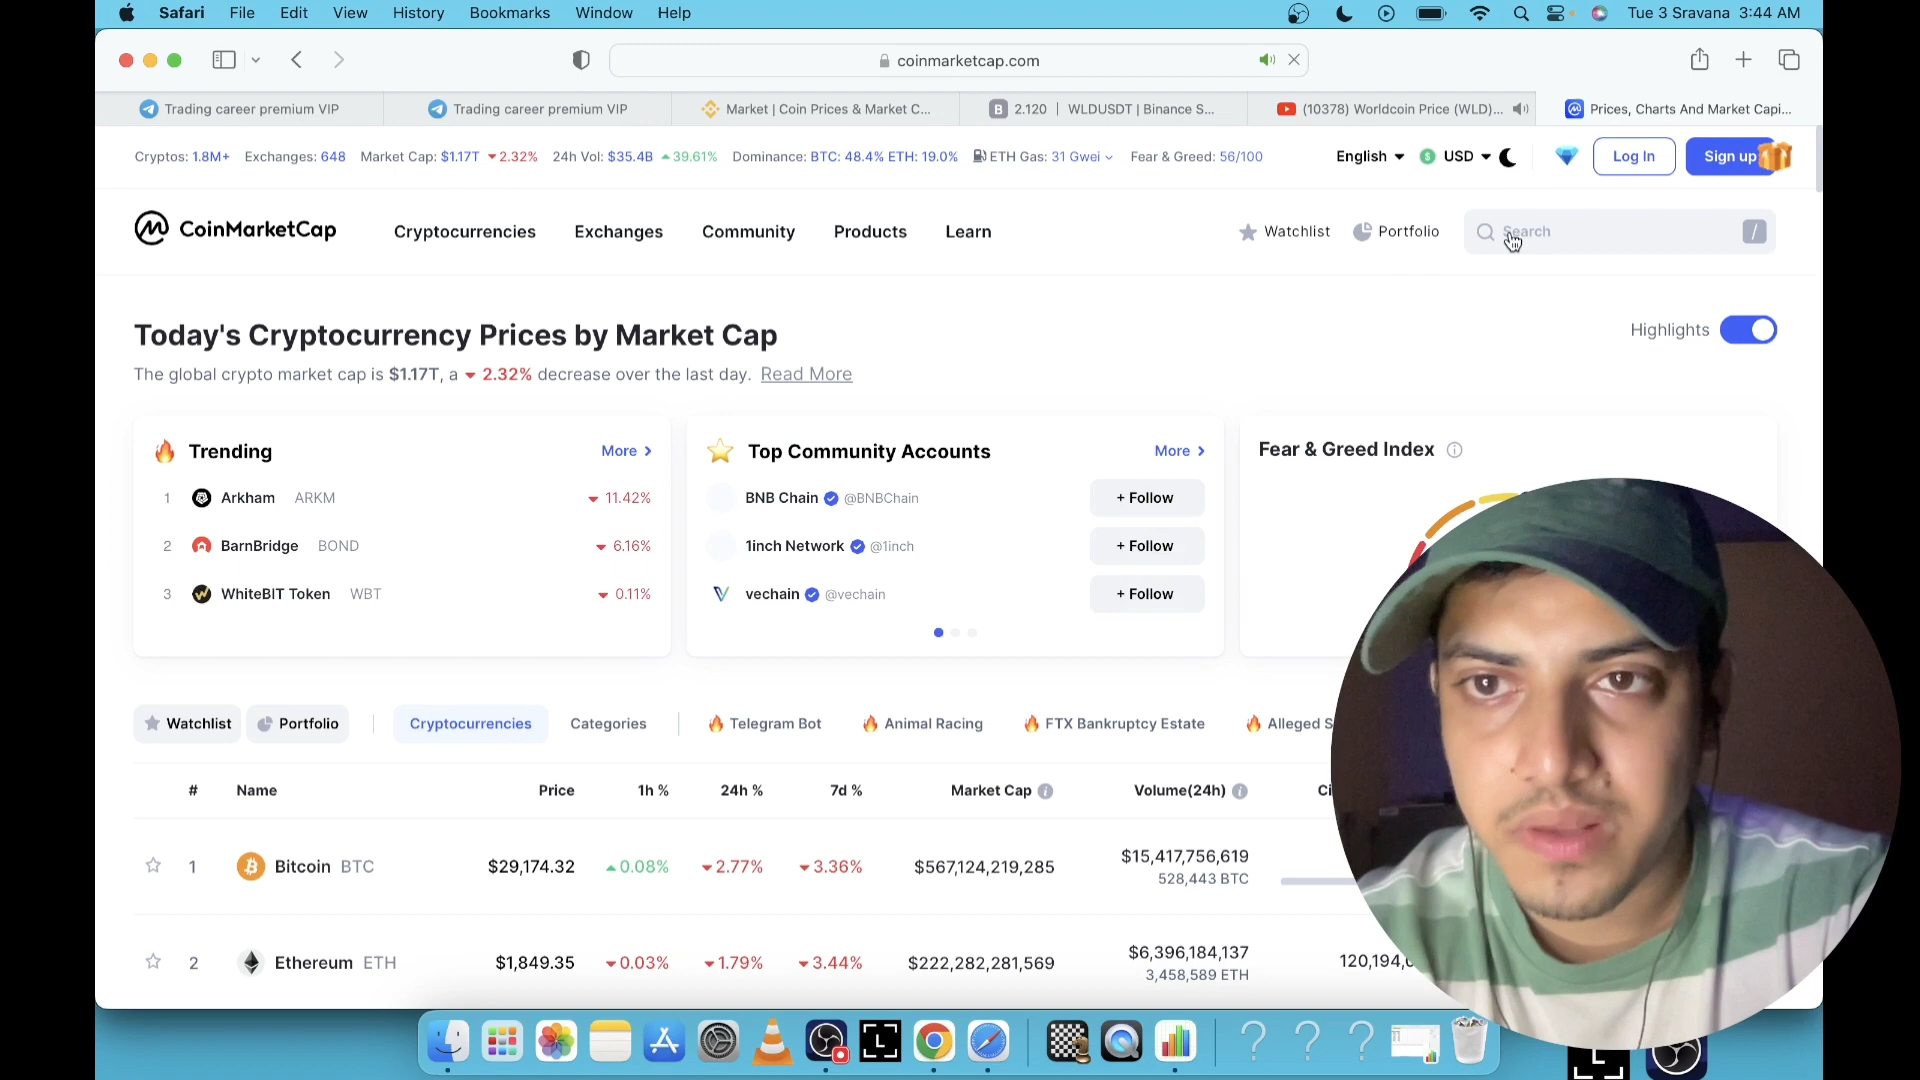 Safari File Edit View History Bookmarks Window Help Tue 3 Sravana 3:44 AM
coinmarketcap.com
Trading career premium VIP Trading career premium VIP Market | Coin Prices & Market C... B 2.120 | WLDUSDT | Binance S... (10378) Worldcoin Price (WLD)... Prices, Charts And Market Capi...
Cryptos: 1.8M+ Exchanges: 648 Market Cap: $1.17T 2.32% 24h Vol: $35.4B 39.61% Dominance: BTC: 48.4% ETH: 19.0% ETH Gas: 31 Gwei Fear & Greed: 56/100 English $ USD Log In Sign up
CoinMarketCap Cryptocurrencies Exchanges Community Products Learn Watchlist Portfolio Search /
Today's Cryptocurrency Prices by Market Cap Highlights
The global crypto market cap is $1.17T, a 2.32% decrease over the last day. Read More
Trending More Top Community Accounts More Fear & Greed Index
1 Arkham ARKM 11.42% BNB Chain @BNBChain + Follow
2 BarnBridge BOND 6.16% 1inch Network @1inch + Follow
3 WhiteBIT Token WBT 0.11% vechain @vechain + Follow
Watchlist Portfolio Cryptocurrencies Categories Telegram Bot Animal Racing FTX Bankruptcy Estate Alleged S
# Name Price 1h % 24h % 7d % Market Cap Volume(24h) Ci
1 Bitcoin BTC $29,174.32 0.08% 2.77% 3.36% $567,124,219,285 $15,417,756,619
528,443 BTC
2 Ethereum ETH $1,849.35 0.03% 1.79% 3.44% $222,282,281,569 $6,396,184,137 120,194,
3,458,589 ETH